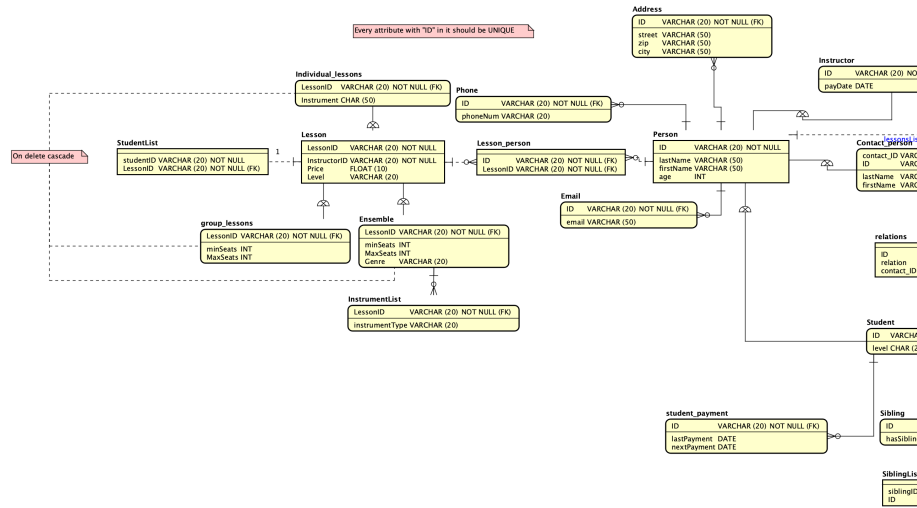 Address
ID VARCHAR (20) NOT NULL (FK)
street VARCHAR (50)
zip VARCHAR (50)
city VARCHAR (50)
Every attribute with "ID" in it should be UNIQUE
Individual_lessons
LessonID VARCHAR (20) NOT NULL (FK)
Instrument CHAR (50)
Phone
ID VARCHAR (20) NOT NULL (FK)
phoneNum VARCHAR (20)
Instructor
ID VARCHAR (20) NO
payDate DATE
On delete cascade
StudentList
studentID VARCHAR (20) NOT NULL
LessonID VARCHAR (20) NOT NULL (FK)
1
Lesson
LessonID VARCHAR (20) NOT NULL
InstructorID VARCHAR (20) NOT NULL
Price FLOAT (10)
Level VARCHAR (20)
Lesson_person
ID VARCHAR (20) NOT NULL (FK)
LessonID VARCHAR (20) NOT NULL (FK)
Person
ID VARCHAR (20) NOT NULL
lastName VARCHAR (50)
firstName VARCHAR (50)
age INT
Contact_person
contact_ID VARC
ID VARC
lastName VARC
firstName VARC
Email
ID VARCHAR (20) NOT NULL (FK)
email VARCHAR (50)
group_lessons
LessonID VARCHAR (20) NOT NULL (FK)
minSeats INT
MaxSeats INT
Ensemble
LessonID VARCHAR (20) NOT NULL (FK)
minSeats INT
MaxSeats INT
Genre VARCHAR (20)
relations
ID
relation
contact_ID
InstrumentList
LessonID VARCHAR (20) NOT NULL (FK)
instrumentType VARCHAR (20)
Student
ID VARCHA
level CHAR (2
student_payment
ID VARCHAR (20) NOT NULL (FK)
lastPayment DATE
nextPayment DATE
Sibling
ID
hasSiblin
SiblingLis
siblingID
ID